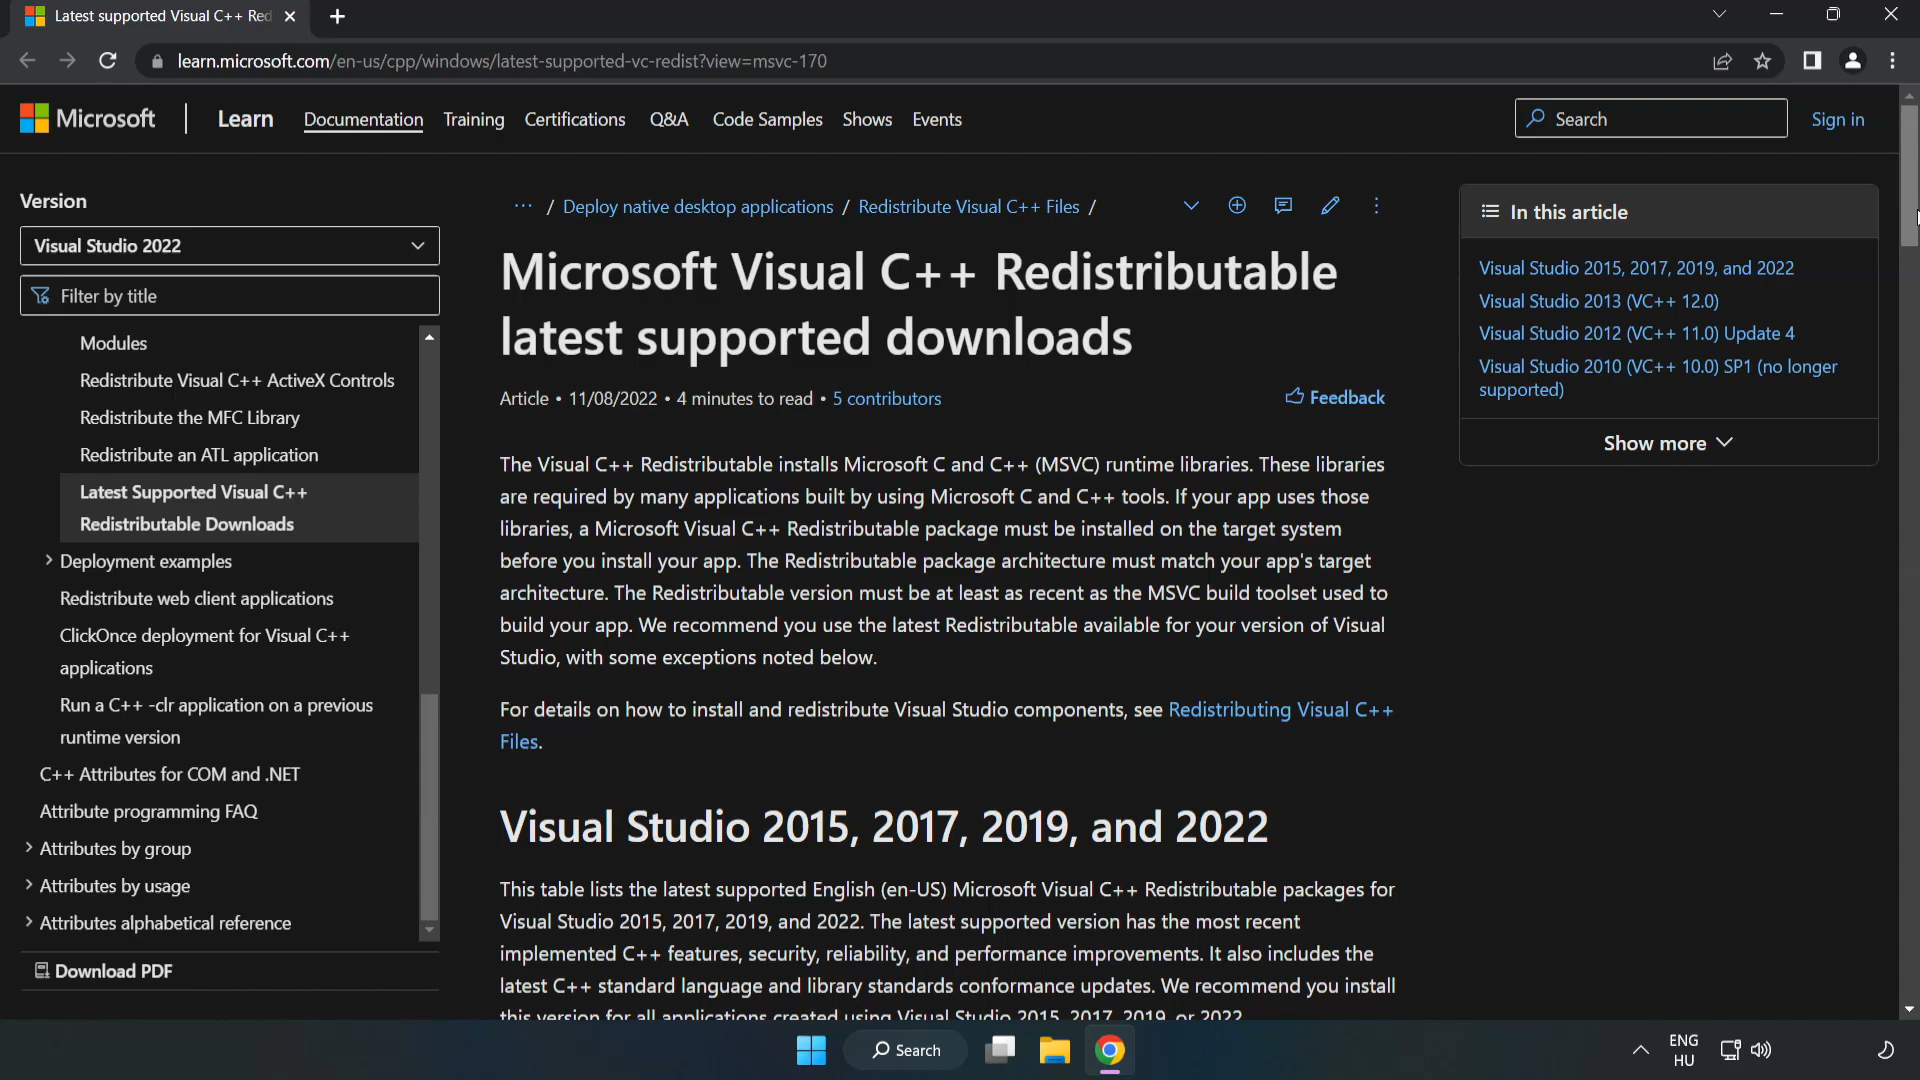 Latest supported Visual C++ Red
learn.microsoft.com/en-us/cpp/windows/latest-supported-vc-redist?view=msvc-170
Microsoft
Learn
Documentation
Training
Certifications
Q&A
Code Samples
Shows
Events
Search
Sign in
Version
Visual Studio 2022
Filter by title
Modules
Redistribute Visual C++ ActiveX Controls
Redistribute the MFC Library
Redistribute an ATL application
Latest Supported Visual C++
Redistributable Downloads
Deployment examples
Redistribute web client applications
ClickOnce deployment for Visual C++
applications
Run a C++ -clr application on a previous
runtime version
C++ Attributes for COM and .NET
Attribute programming FAQ
Attributes by group
Attributes by usage
Attributes alphabetical reference
Download PDF
··· / Deploy native desktop applications / Redistribute Visual C++ Files /
Microsoft Visual C++ Redistributable
latest supported downloads
Article • 11/08/2022 • 4 minutes to read • 5 contributors
Feedback
The Visual C++ Redistributable installs Microsoft C and C++ (MSVC) runtime libraries. These libraries
are required by many applications built by using Microsoft C and C++ tools. If your app uses those
libraries, a Microsoft Visual C++ Redistributable package must be installed on the target system
before you install your app. The Redistributable package architecture must match your app's target
architecture. The Redistributable version must be at least as recent as the MSVC build toolset used to
build your app. We recommend you use the latest Redistributable available for your version of Visual
Studio, with some exceptions noted below.
For details on how to install and redistribute Visual Studio components, see Redistributing Visual C++
Files.
Visual Studio 2015, 2017, 2019, and 2022
This table lists the latest supported English (en-US) Microsoft Visual C++ Redistributable packages for
Visual Studio 2015, 2017, 2019, and 2022. The latest supported version has the most recent
implemented C++ features, security, reliability, and performance improvements. It also includes the
latest C++ standard language and library standards conformance updates. We recommend you install
this version for all applications created using Visual Studio 2015, 2017, 2019, or 2022.
In this article
Visual Studio 2015, 2017, 2019, and 2022
Visual Studio 2013 (VC++ 12.0)
Visual Studio 2012 (VC++ 11.0) Update 4
Visual Studio 2010 (VC++ 10.0) SP1 (no longer
supported)
Show more
Search
ENG
HU